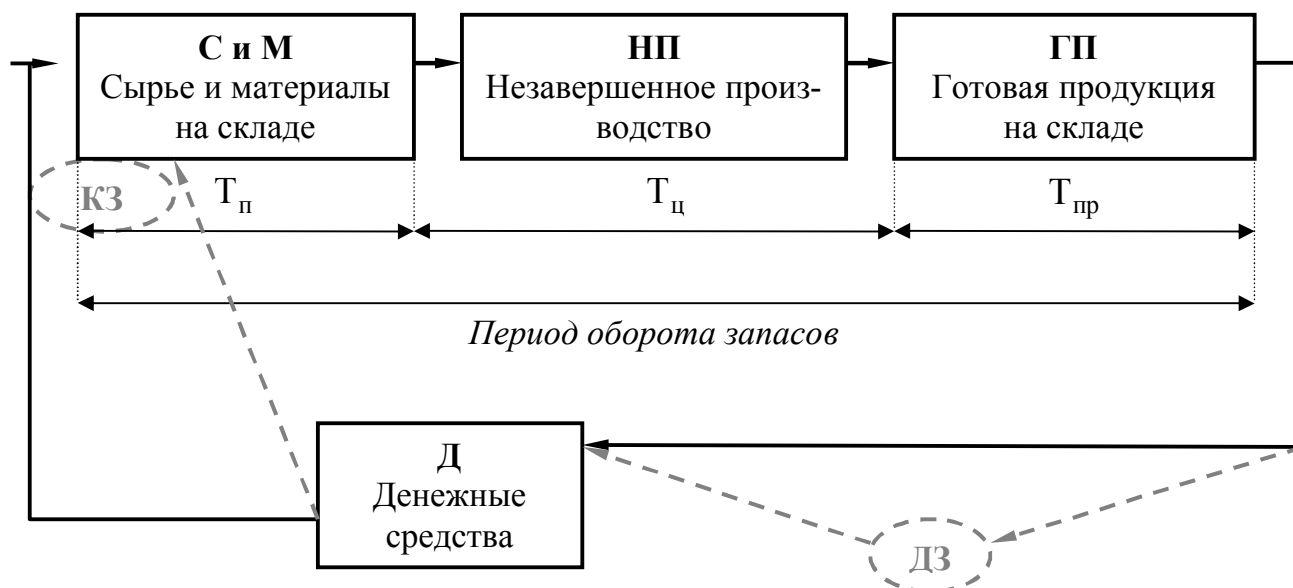 С и М
Сырье и материалы
на складе
НП
Незавершенное произ-
водство
ГП
Готовая продукция
на складе
КЗ
Тп
Тц
Тпр
Период оборота запасов
Д
Денежные
средства
ДЗ